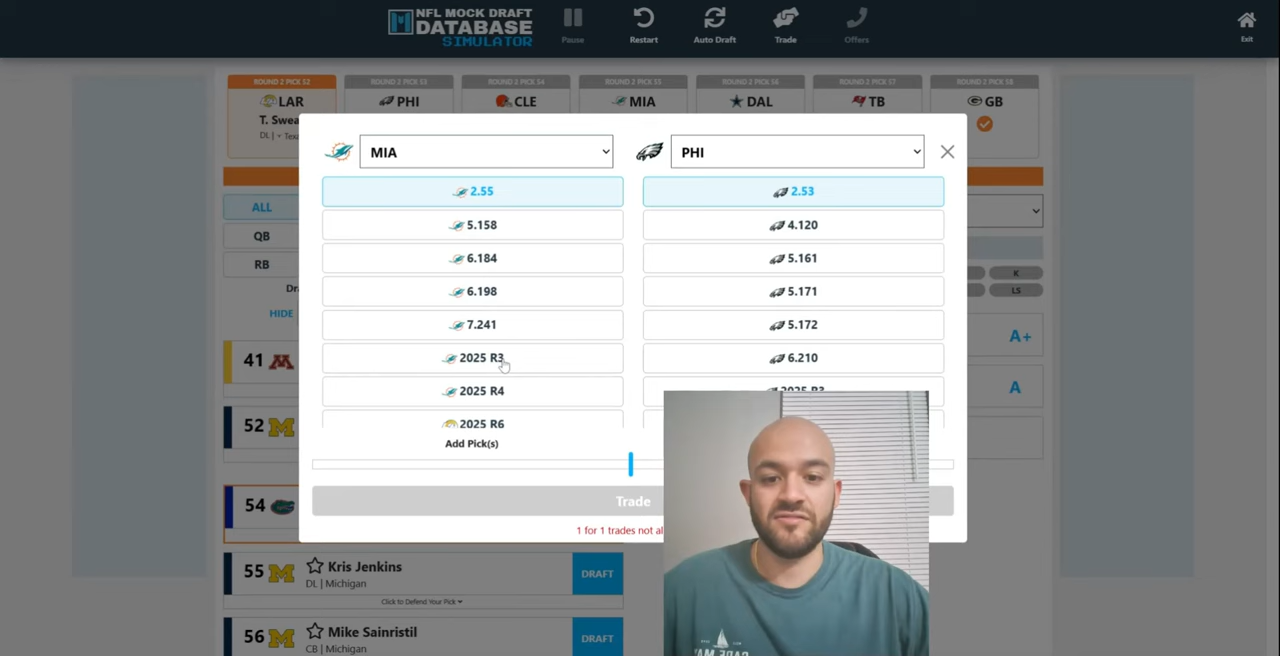 NFL MOCK DRAFT
DATABASE
SIMULATOR
Pause
Restart
Auto Draft
Trade
Offers
Exit
ROUND 2 PICK 52
ROUND 2 PICK 53
ROUND 2 PICK 54
ROUND 2 PICK 55
ROUND 2 PICK 56
ROUND 2 PICK 57
ROUND 2 PICK 58
LAR
PHI
CLE
MIA
DAL
TB
GB
T. Swea
DL | 
MIA
PHI
ALL
QB
RB
HIDE
2.55
2.53
5.158
4.120
6.184
5.161
6.198
5.171
7.241
5.172
2025 R3
6.210
2025 R4
2025 R3
2025 R6
K
LS
A+
A
Add Pick(s)
Trade
1 for 1 trades not al
41
52
54
55
Kris Jenkins
DL | Michigan
DRAFT
Click to Defend Your Pick
56
Mike Sainristil
CB | Michigan
DRAFT